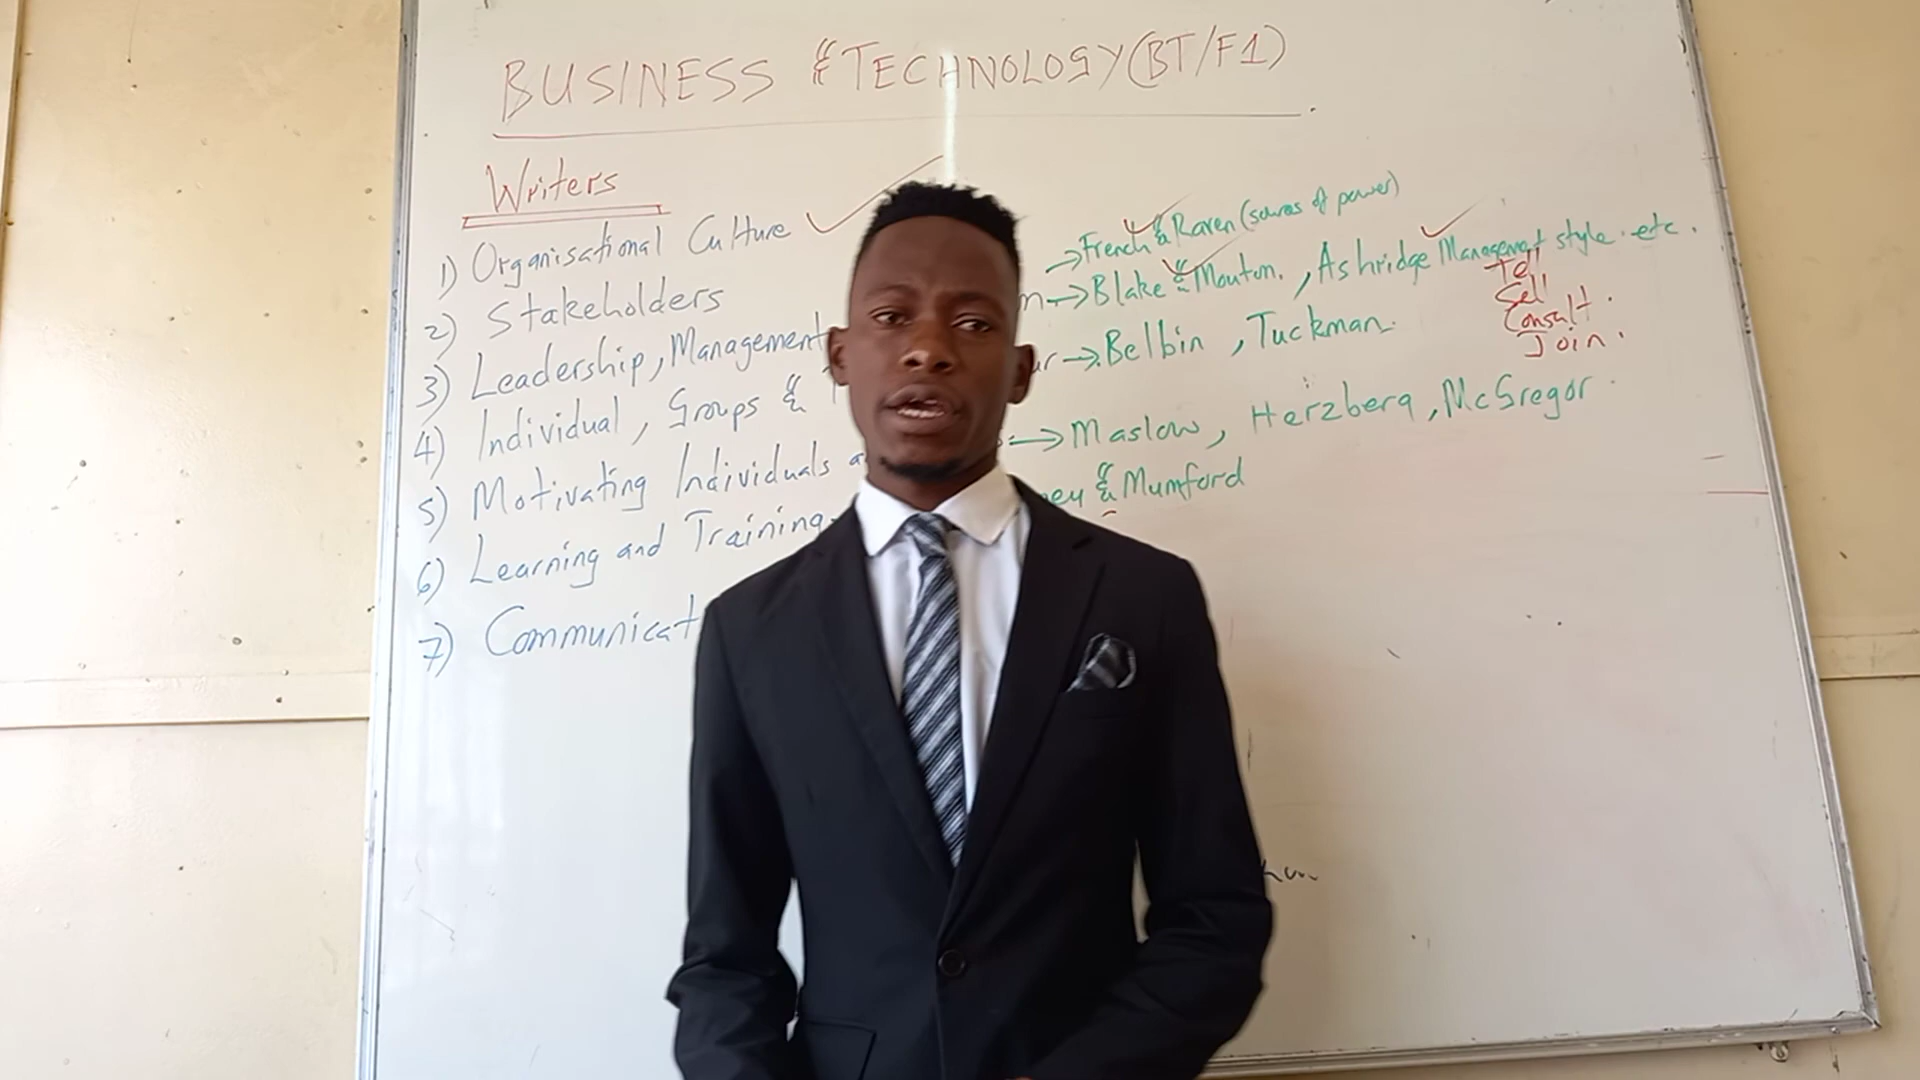 BUSINESS & TECHNOLOGY (BT/F1)
Writers
1) Organisational Culture
2) Stakeholders → French & Raven (sources of power)
3) Leadership, Management → Blake & Mouton. , Ashridge Management style etc.
Tell
Sell
Consult.
Join.
4) Individual, Groups & → Belbin , Tuckman.
5) Motivating Individuals → Maslow, Herzberg, McGregor.
6) Learning and Training & Mumford
7) Communicat